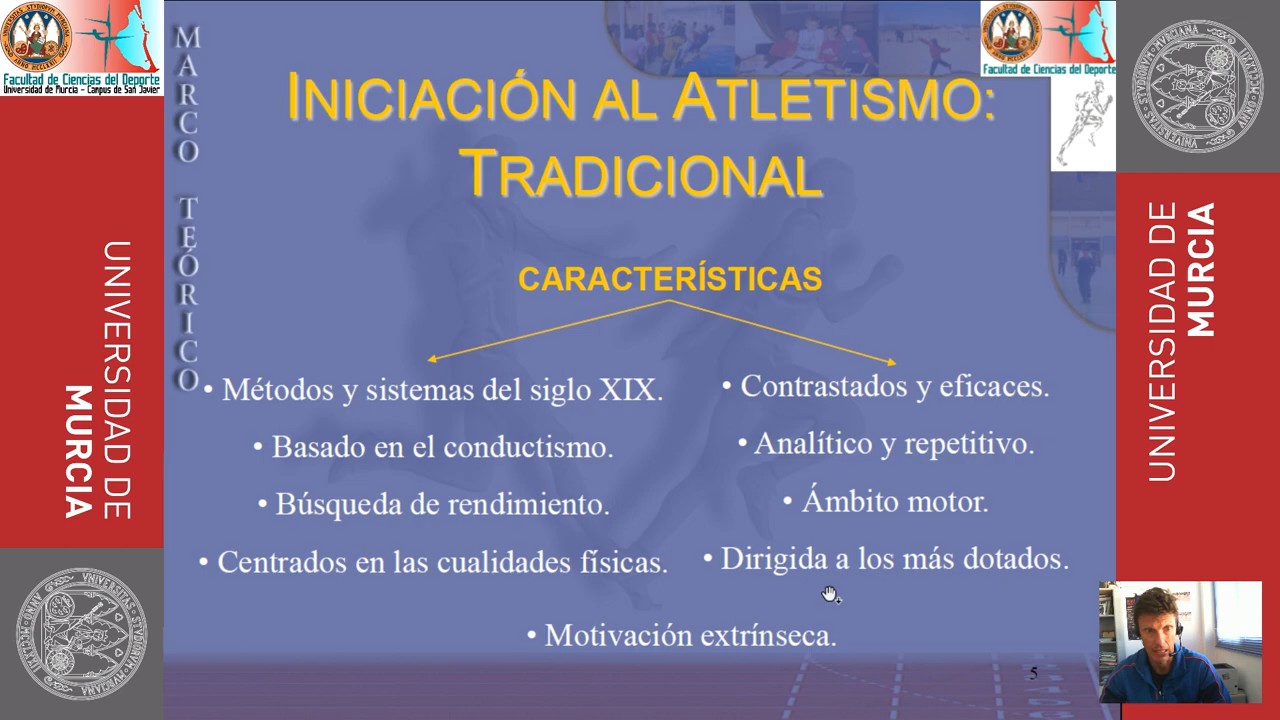 Facultad de Ciencias del Deporte
Universidad de Murcia - Campus de San Javier
MARCO TEÓRICO
Facultad de Ciencias del Deporte
INICIACIÓN AL ATLETISMO:
TRADICIONAL
CARACTERÍSTICAS
• Métodos y sistemas del siglo XIX.
• Basado en el conductismo.
• Búsqueda de rendimiento.
• Centrados en las cualidades físicas.
• Contrastados y eficaces.
• Analítico y repetitivo.
• Ámbito motor.
• Dirigida a los más dotados.
• Motivación extrínseca.
5
UNIVERSIDAD DE
MURCIA
UNIVERSIDAD DE
MURCIA